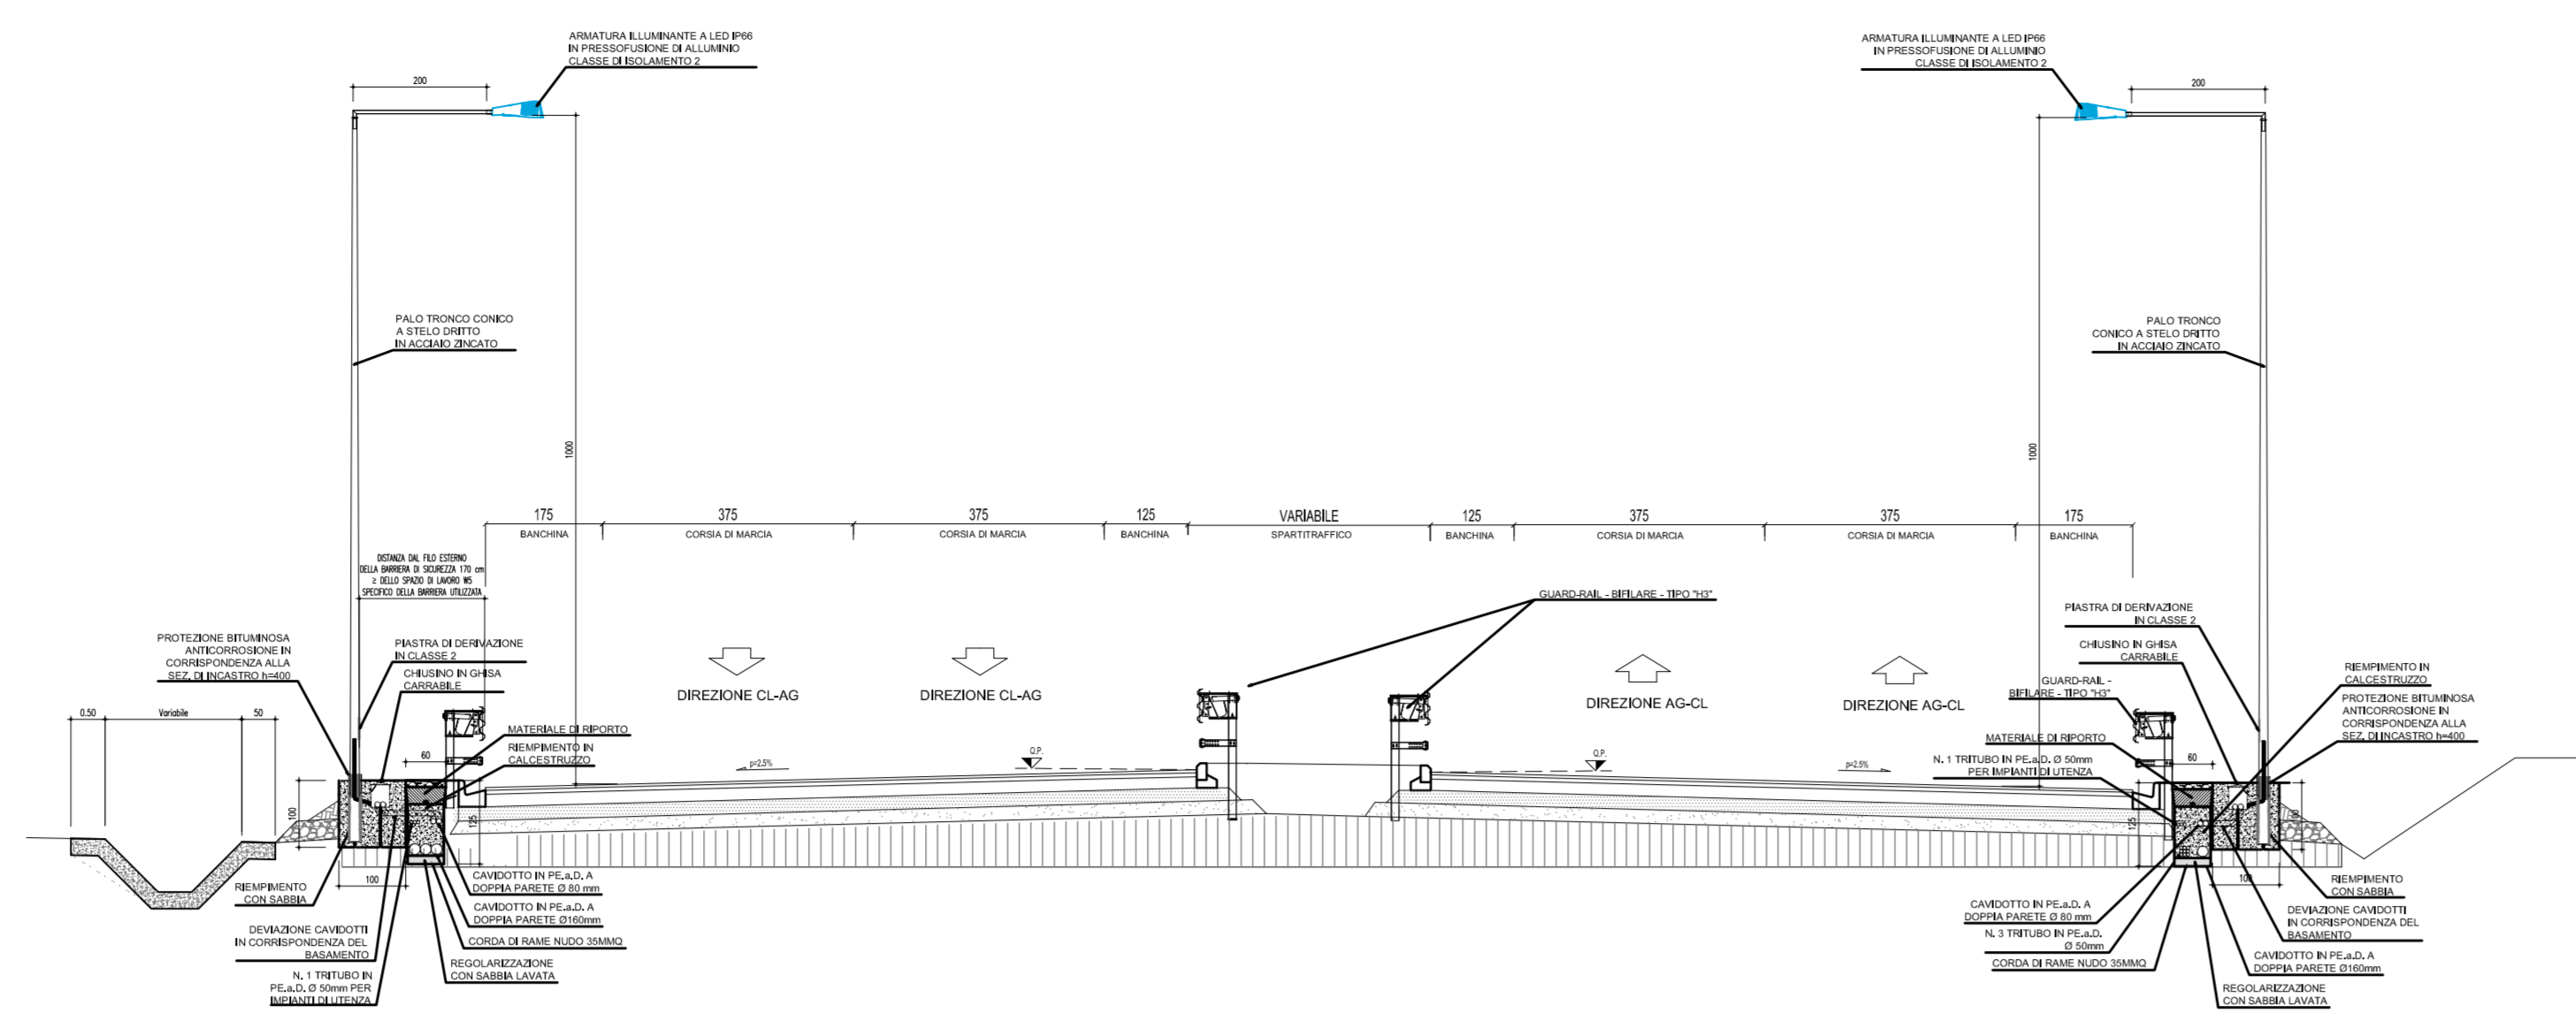 ARMATURA ILLUMINANTE A LED IP66
IN PRESSOFUSIONE DI ALLUMINIO
CLASSE DI ISOLAMENTO 2
ARMATURA ILLUMINANTE A LED IP66
IN PRESSOFUSIONE DI ALLUMINIO
CLASSE DI ISOLAMENTO 2
200
200
PALO TRONCO CONICO
A STELO DRITTO
IN ACCIAIO ZINCATO
PALO TRONCO
CONICO A STELO DRITTO
IN ACCIAIO ZINCATO
1000
1000
175
375
375
125
VARIABILE
125
375
375
175
BANCHINA
CORSIA DI MARCIA
CORSIA DI MARCIA
BANCHINA
SPARTITRAFFICO
BANCHINA
CORSIA DI MARCIA
CORSIA DI MARCIA
BANCHINA
DISTANZA DAL FILO ESTERNO
DELLA BARRIERA DI SICUREZZA 170 cm
≥ DELLO SPAZIO DI LAVORO W5
SPECIFICO DELLA BARRIERA UTILIZZATA
GUARD-RAIL - BIFILARE - TIPO "H3"
PROTEZIONE BITUMINOSA
ANTICORROSIONE IN
CORRISPONDENZA ALLA
SEZ. DI INCASTRO h=400
PIASTRA DI DERIVAZIONE
IN CLASSE 2
CHIUSINO IN GHISA
CARRABILE
DIREZIONE CL-AG
DIREZIONE CL-AG
DIREZIONE AG-CL
DIREZIONE AG-CL
PIASTRA DI DERIVAZIONE
IN CLASSE 2
CHIUSINO IN GHISA
CARRABILE
GUARD-RAIL -
BIFILARE - TIPO "H3"
RIEMPIMENTO IN
CALCESTRUZZO
PROTEZIONE BITUMINOSA
ANTICORROSIONE IN
CORRISPONDENZA ALLA
SEZ. DI INCASTRO h=400
0.50
Variabile
50
MATERIALE DI RIPORTO
RIEMPIMENTO IN
CALCESTRUZZO
60
p=2.5%
Q.P.
Q.P.
p=2.5%
MATERIALE DI RIPORTO
60
N. 1 TRITUBO IN PE.a.D. Ø 50mm
PER IMPIANTI DI UTENZA
100
125
125
100
100
100
RIEMPIMENTO
CON SABBIA
CAVIDOTTO IN PE.a.D. A
DOPPIA PARETE Ø 80 mm
CAVIDOTTO IN PE.a.D. A
DOPPIA PARETE Ø160mm
DEVIAZIONE CAVIDOTTI
IN CORRISPONDENZA DEL
BASAMENTO
CORDA DI RAME NUDO 35MMQ
REGOLARIZZAZIONE
CON SABBIA LAVATA
N. 1 TRITUBO IN
PE.a.D. Ø 50mm PER
IMPIANTI DI UTENZA
CAVIDOTTO IN PE.a.D. A
DOPPIA PARETE Ø 80 mm
N. 3 TRITUBO IN PE.a.D.
Ø 50mm
CORDA DI RAME NUDO 35MMQ
RIEMPIMENTO
CON SABBIA
DEVIAZIONE CAVIDOTTI
IN CORRISPONDENZA DEL
BASAMENTO
CAVIDOTTO IN PE.a.D. A
DOPPIA PARETE Ø160mm
REGOLARIZZAZIONE
CON SABBIA LAVATA